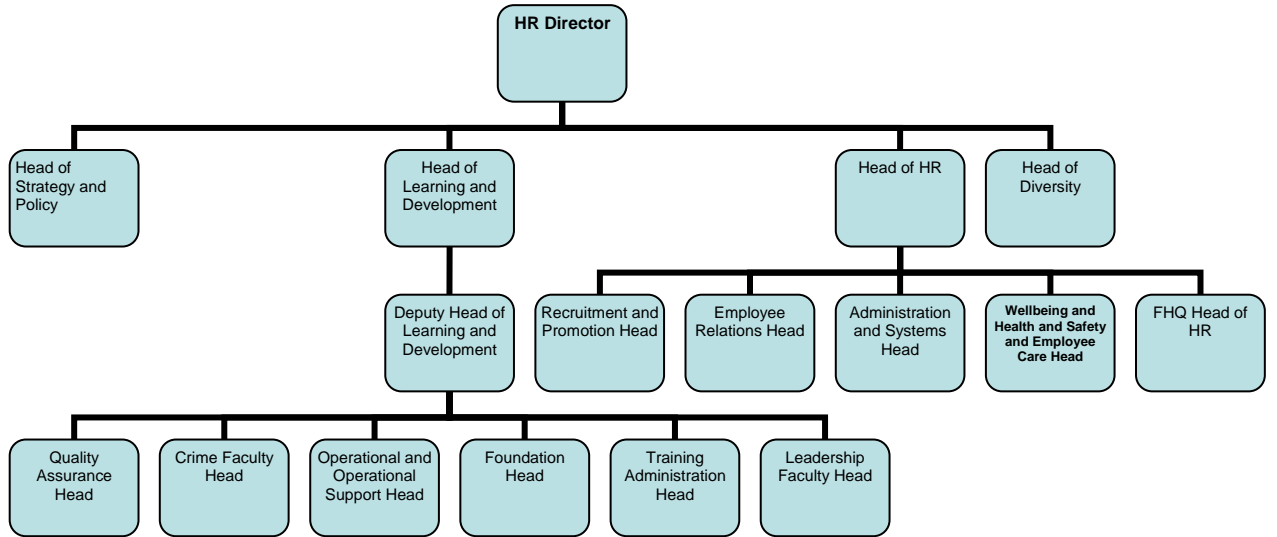 HR Director
Head of
Strategy and
Policy
Head of
Learning and
Development
Head of HR
Head of
Diversity
Deputy Head of
Learning and
Development
Recruitment and
Promotion Head
Employee
Relations Head
Administration
and Systems
Head
Wellbeing and
Health and Safety
and Employee
Care Head
FHQ Head of
HR
Quality
Assurance
Head
Crime Faculty
Head
Operational and
Operational
Support Head
Foundation
Head
Training
Administration
Head
Leadership
Faculty Head